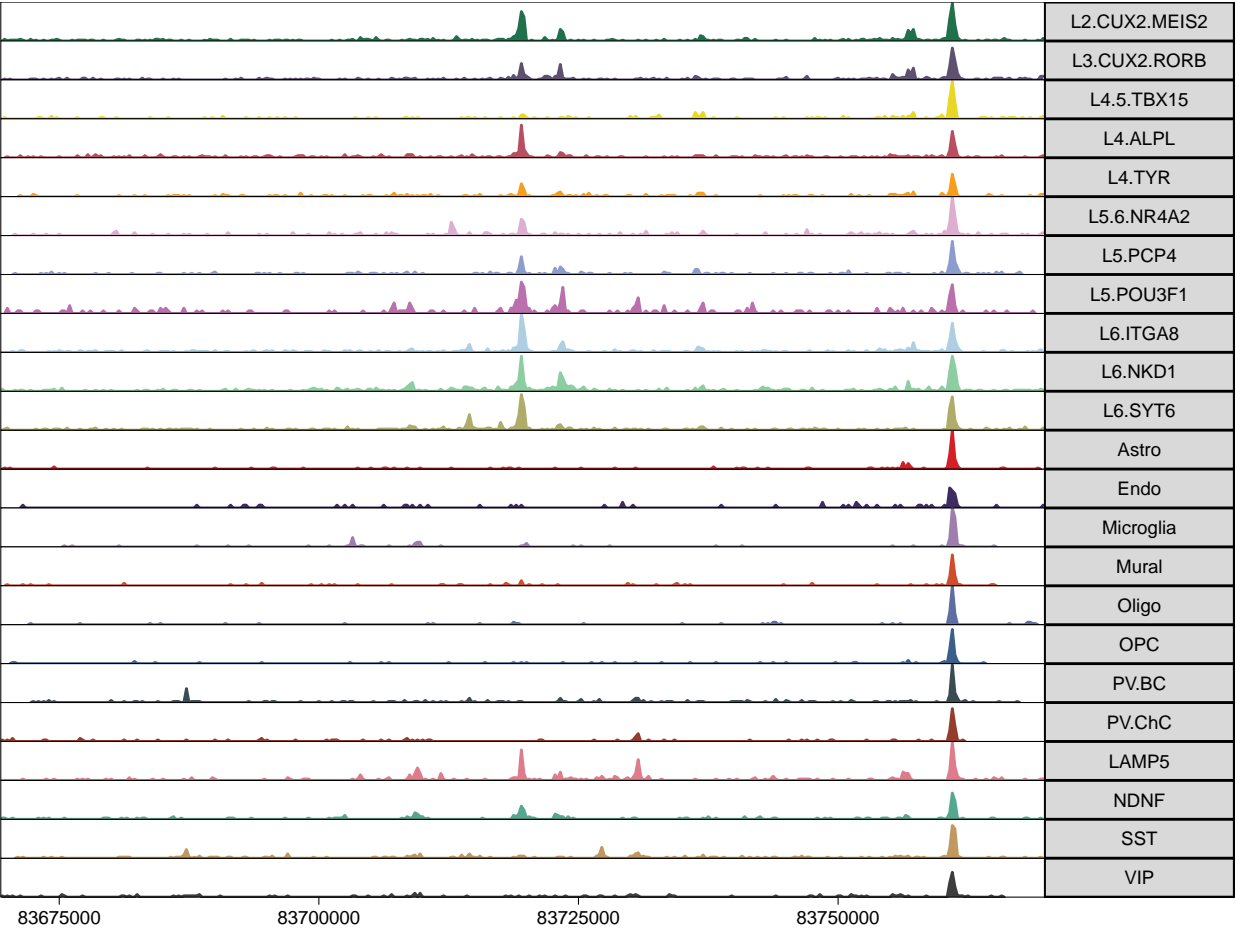 L2.CUX2.MEIS2
L3.CUX2.RORB
L4.5.TBX15
L4.ALPL
L4.TYR
L5.6.NR4A2
L5.PCP4
L5.POU3F1
L6.ITGA8
L6.NKD1
L6.SYT6
Astro
Endo
Microglia
Mural
Oligo
OPC
PV.BC
PV.ChC
LAMP5
NDNF
SST
VIP
83675000 83700000 83725000 83750000